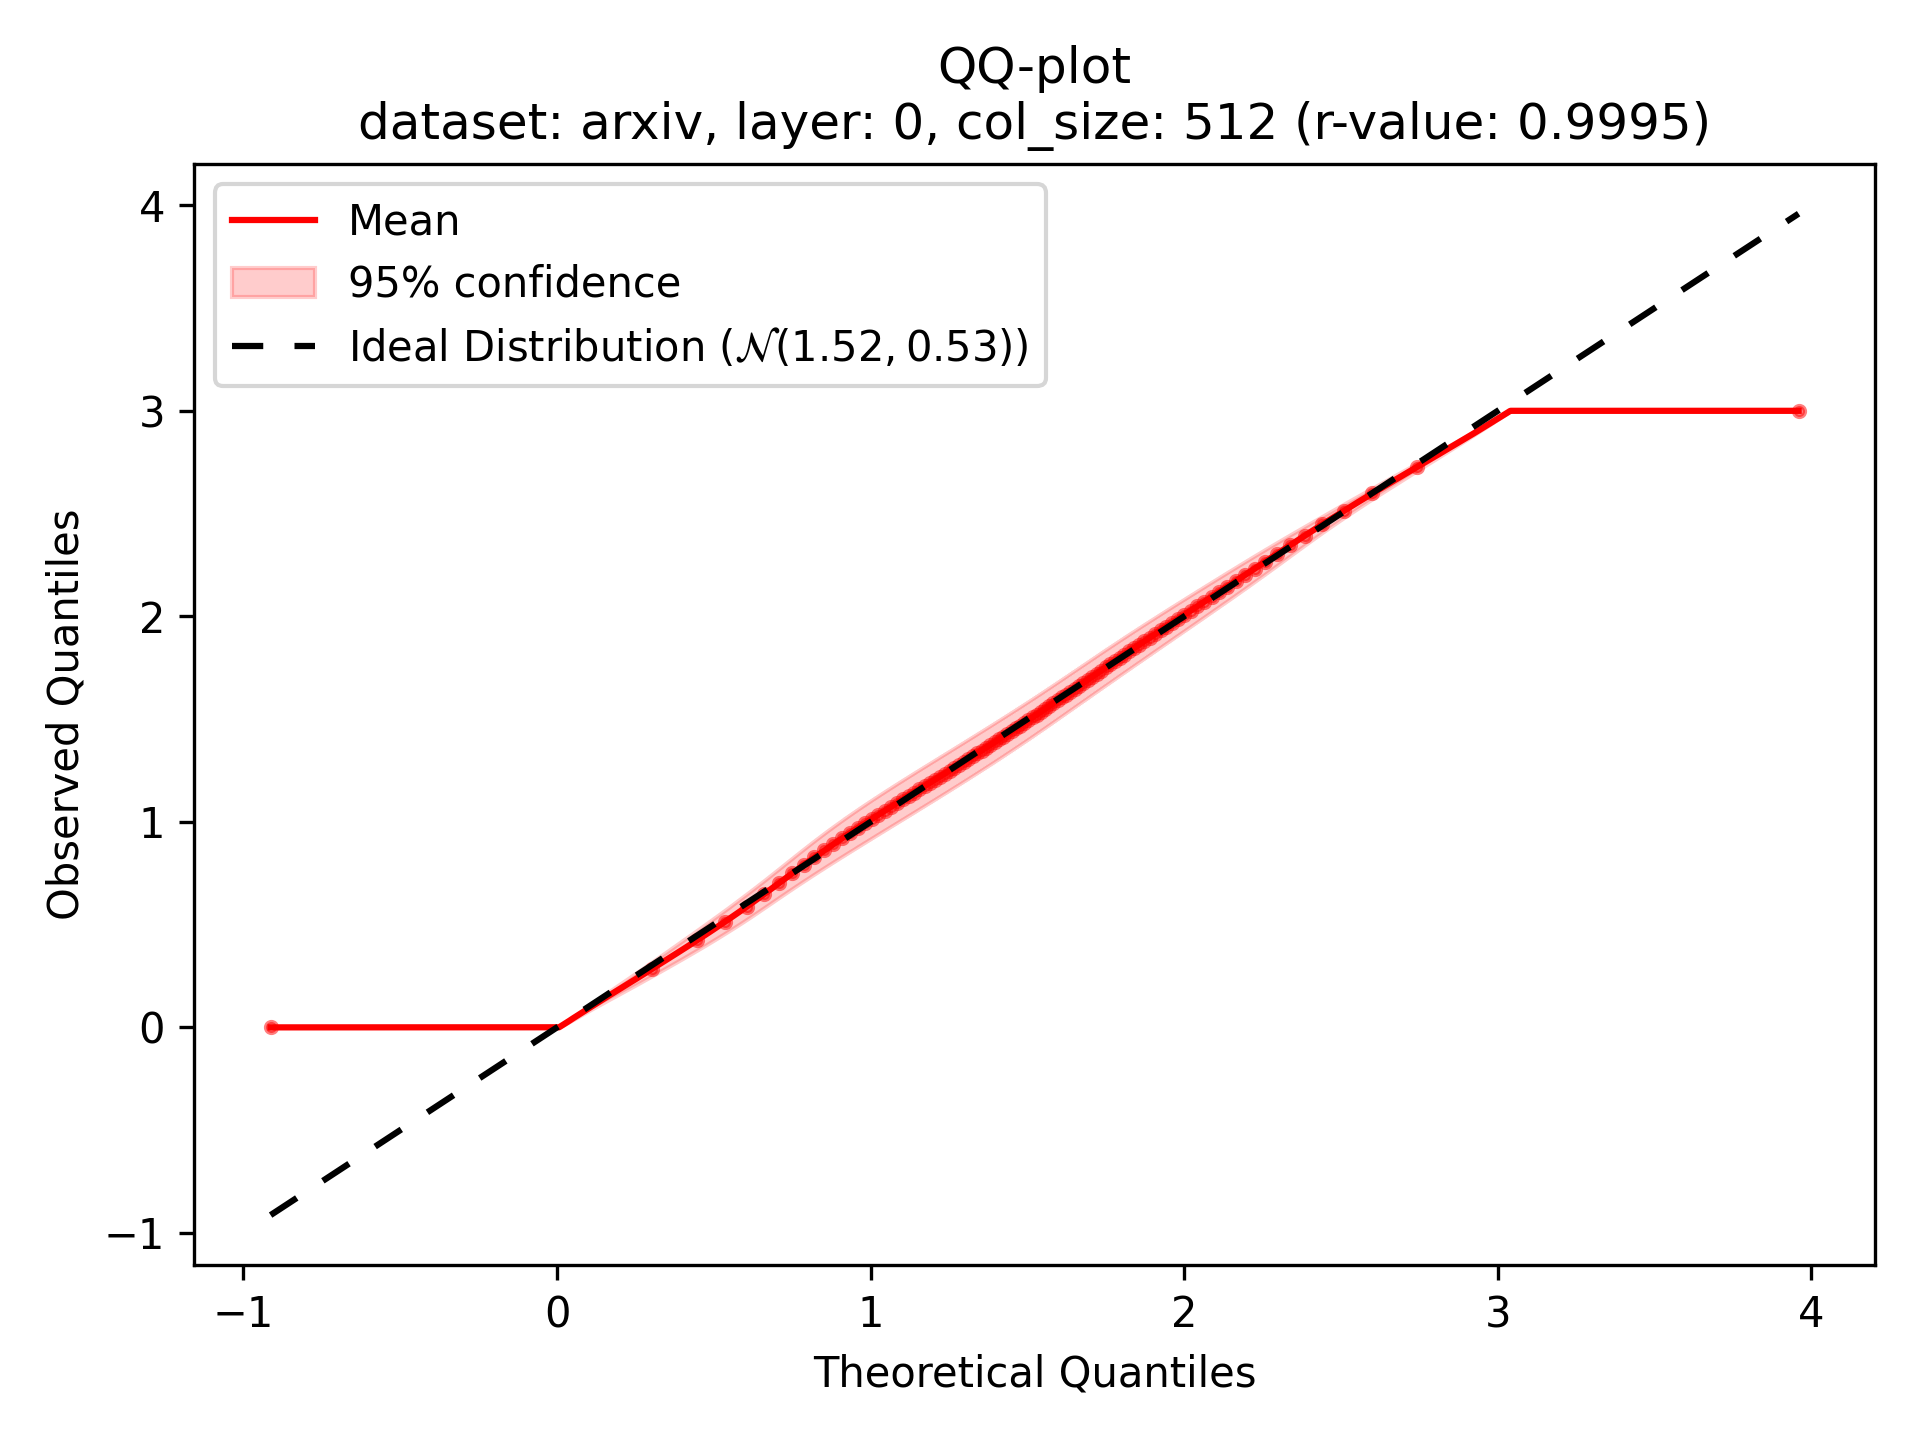 QQ-plot
dataset: arxiv, layer: 0, col_size: 512 (r-value: 0.9995)
Mean
95% confidence
Ideal Distribution (𝒩(1.52, 0.53))
Observed Quantiles
4
3
2
1
0
−1
−1 0 1 2 3 4
Theoretical Quantiles